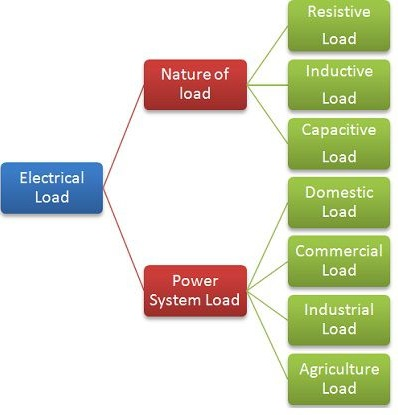 Electrical
Load
Nature of
load
Resistive
Load
Inductive
Load
Capacitive
Load
Power
System Load
Domestic
Load
Commercial
Load
Industrial
Load
Agriculture
Load